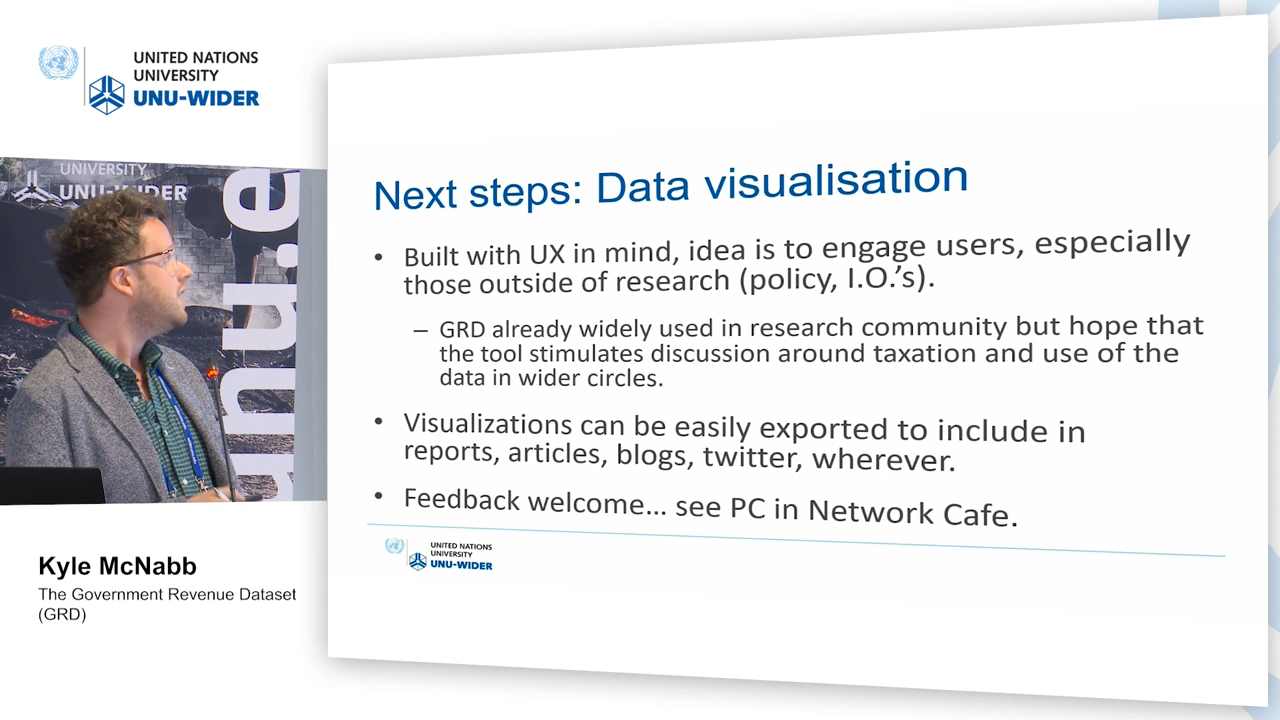 UNITED NATIONS
UNIVERSITY
UNU-WIDER
UNIVERSITY
UNU-WIDER
unu.e
Kyle McNabb
The Government Revenue Dataset
(GRD)
Next steps: Data visualisation
• Built with UX in mind, idea is to engage users, especially
those outside of research (policy, I.O.’s).
– GRD already widely used in research community but hope that
the tool stimulates discussion around taxation and use of the
data in wider circles.
• Visualizations can be easily exported to include in
reports, articles, blogs, twitter, wherever.
• Feedback welcome... see PC in Network Cafe.
UNITED NATIONS
UNIVERSITY
UNU-WIDER